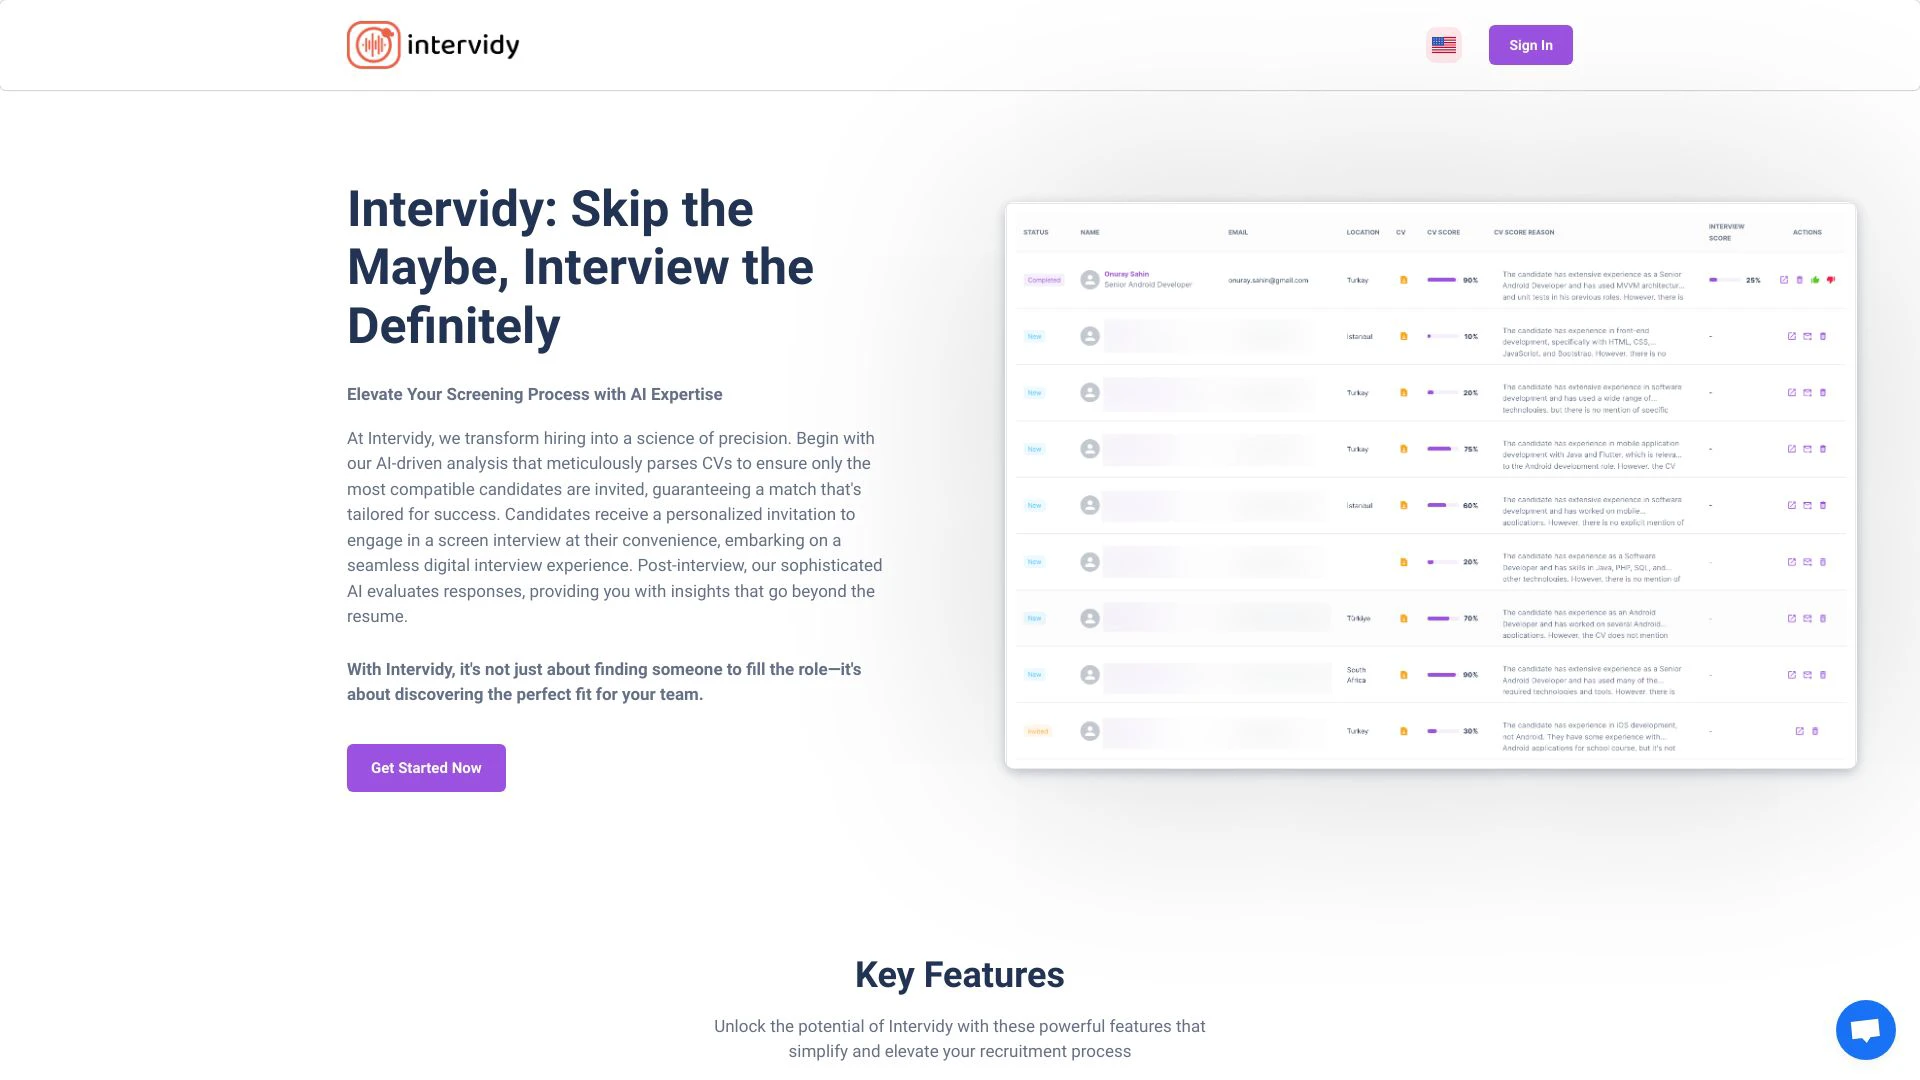 intervidy
Sign In
Intervidy: Skip the
Maybe, Interview the
Definitely
Elevate Your Screening Process with AI Expertise
At Intervidy, we transform hiring into a science of precision. Begin with
our AI-driven analysis that meticulously parses CVs to ensure only the
most compatible candidates are invited, guaranteeing a match that's
tailored for success. Candidates receive a personalized invitation to
engage in a screen interview at their convenience, embarking on a
seamless digital interview experience. Post-interview, our sophisticated
AI evaluates responses, providing you with insights that go beyond the
resume.
With Intervidy, it's not just about finding someone to fill the role—it's
about discovering the perfect fit for your team.
Get Started Now
STATUS NAME EMAIL LOCATION CV CV SCORE CV SCORE REASON INTERVIEW SCORE ACTIONS
Completed Onuray Sahin onuray.sahin@gmail.com Turkey 90% 25%
Senior Android Developer
The candidate has extensive experience as a Senior
Android Developer and has used MVVM architectur...
and unit tests in his previous roles. However, there is
New Istanbul 10% -
The candidate has experience in front-end
development, specifically with HTML, CSS,...
JavaScript, and Bootstrap. However, there is no
New Turkey 20% -
The candidate has extensive experience in software
development and has used a wide range of...
technologies, but there is no mention of specific
New Turkey 75% -
The candidate has experience in mobile application
development with Java and Flutter, which is releva...
to the Android development role. However, the CV
New Istanbul 60% -
The candidate has extensive experience in software
development and has worked on mobile...
applications. However, there is no explicit mention of
New 20% -
The candidate has experience as a Software
Developer and has skills in Java, PHP, SQL, and...
other technologies. However, there is no mention of
New Türkiye 70% -
The candidate has experience as an Android
Developer and has worked on several Android...
applications. However, the CV does not mention
New South Africa 90% -
The candidate has extensive experience as a Senior
Android Developer and has used many of the...
required technologies and tools. However, there is
Invited Turkey 30% -
The candidate has experience in iOS development,
not Android. They have some experience with...
Android applications for school course, but it's not
Key Features
Unlock the potential of Intervidy with these powerful features that
simplify and elevate your recruitment process